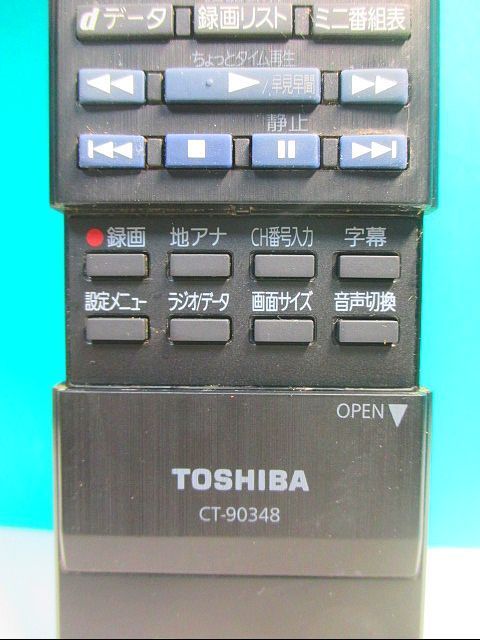 dデータ 録画リスト ミニ番組表
ちょっとタイム再生
/早見早聞
静止
録画 地アナ CH番号入力 字幕
設定メニュー ラジオ/データ 画面サイズ 音声切換
OPEN
TOSHIBA
CT-90348